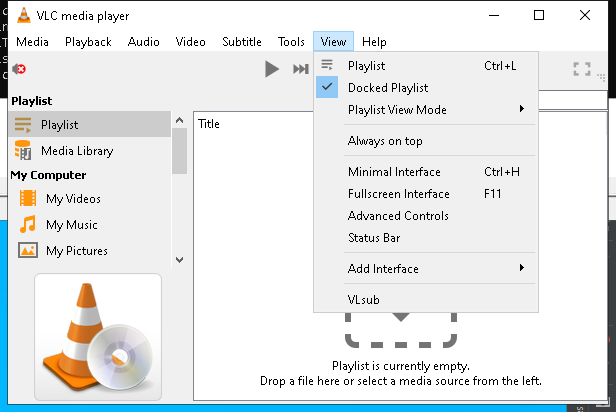 VLC media player
Media Playback Audio Video Subtitle Tools View Help
Playlist
Playlist
Media Library
My Computer
My Videos
My Music
My Pictures
Title
Playlist Ctrl+L
Docked Playlist
Playlist View Mode
Always on top
Minimal Interface Ctrl+H
Fullscreen Interface F11
Advanced Controls
Status Bar
Add Interface
VLsub
Playlist is currently empty.
Drop a file here or select a media source from the left.